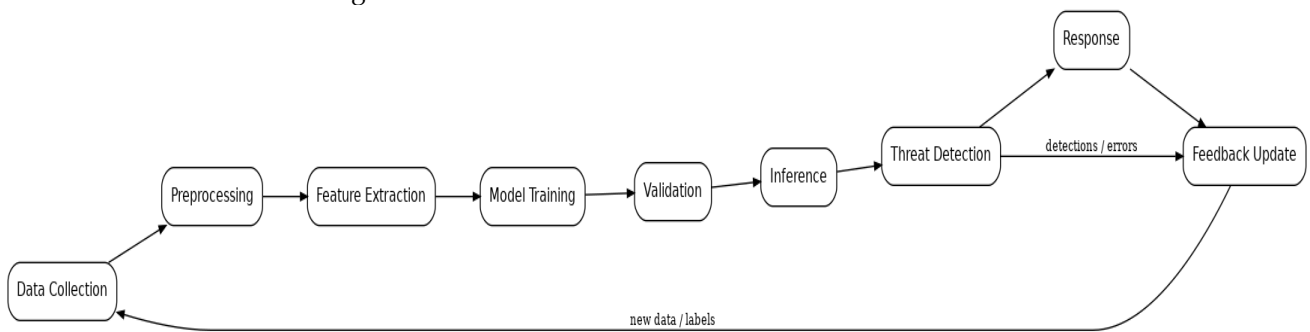 Response
Threat Detection
detections / errors
Feedback Update
Inference
Validation
Model Training
Feature Extraction
Preprocessing
Data Collection
new data / labels